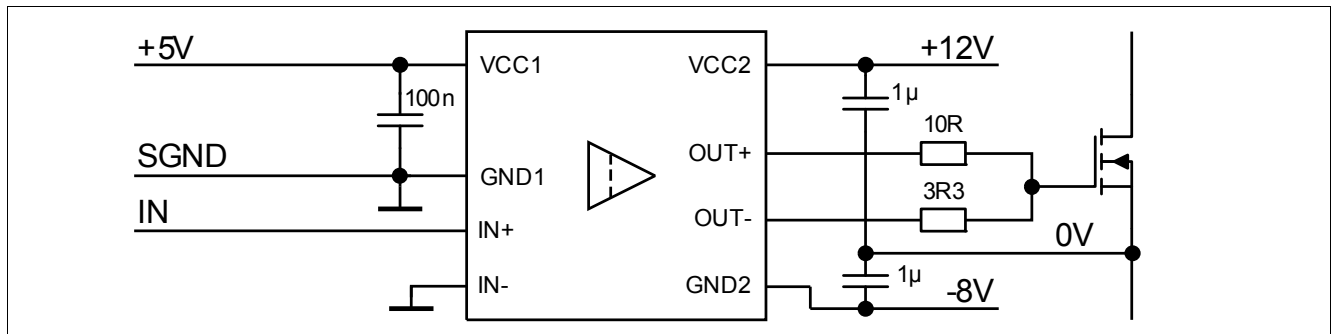 +5V
VCC1
VCC2
+12V
100n
1µ
10R
SGND
GND1
OUT+
3R3
IN
IN+
OUT-
0V
IN-
GND2
1µ
-8V